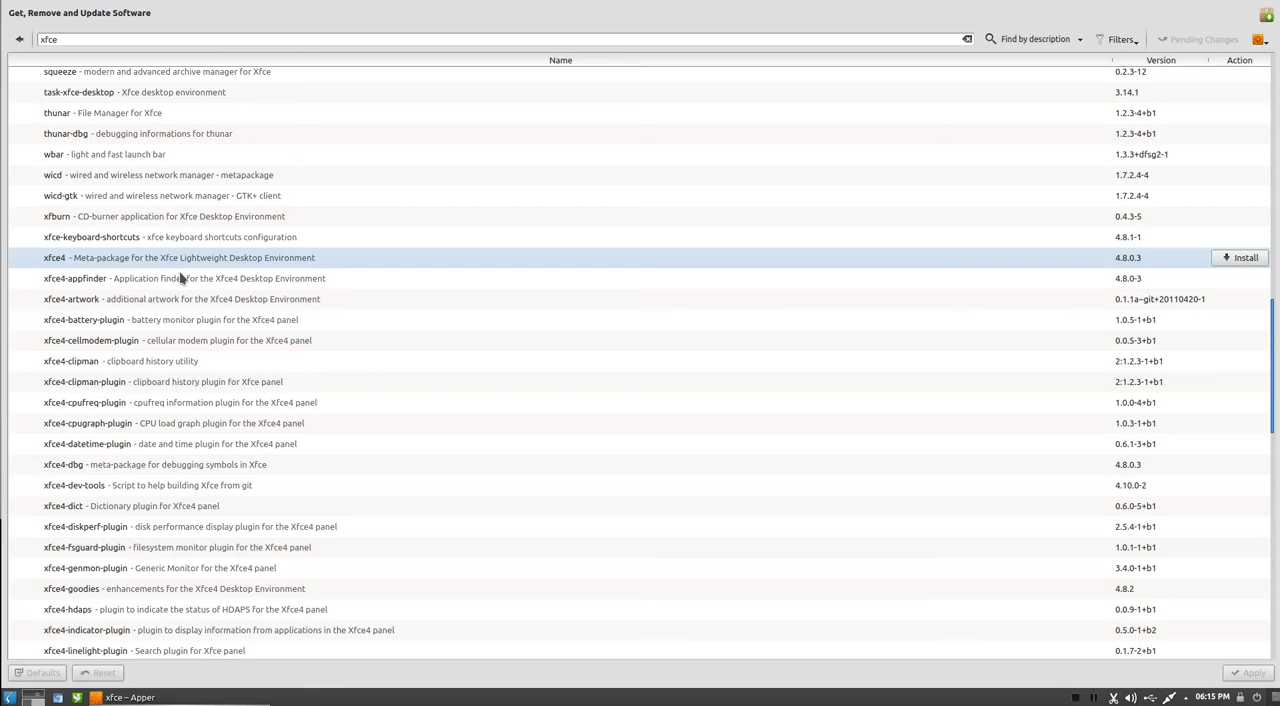 Get, Remove and Update Software
xfce Find by description Filters Pending Changes
Name Version Action
squeeze - modern and advanced archive manager for Xfce 0.2.3-12
task-xfce-desktop - Xfce desktop environment 3.14.1
thunar - File Manager for Xfce 1.2.3-4+b1
thunar-dbg - debugging informations for thunar 1.2.3-4+b1
wbar - light and fast launch bar 1.3.3+dfsg2-1
wicd - wired and wireless network manager - metapackage 1.7.2.4-4
wicd-gtk - wired and wireless network manager - GTK+ client 1.7.2.4-4
xfburn - CD-burner application for Xfce Desktop Environment 0.4.3-5
xfce-keyboard-shortcuts - xfce keyboard shortcuts configuration 4.8.1-1
xfce4 - Meta-package for the Xfce Lightweight Desktop Environment 4.8.0.3 Install
xfce4-appfinder - Application finder for the Xfce4 Desktop Environment 4.8.0-3
xfce4-artwork - additional artwork for the Xfce4 Desktop Environment 0.1.1a~git+20110420-1
xfce4-battery-plugin - battery monitor plugin for the Xfce4 panel 1.0.5-1+b1
xfce4-cellmodem-plugin - cellular modem plugin for the Xfce4 panel 0.0.5-3+b1
xfce4-clipman - clipboard history utility 2:1.2.3-1+b1
xfce4-clipman-plugin - clipboard history plugin for Xfce panel 2:1.2.3-1+b1
xfce4-cpufreq-plugin - cpufreq information plugin for the Xfce4 panel 1.0.0-4+b1
xfce4-cpugraph-plugin - CPU load graph plugin for the Xfce4 panel 1.0.3-1+b1
xfce4-datetime-plugin - date and time plugin for the Xfce4 panel 0.6.1-3+b1
xfce4-dbg - meta-package for debugging symbols in Xfce 4.8.0.3
xfce4-dev-tools - Script to help building Xfce from git 4.10.0-2
xfce4-dict - Dictionary plugin for Xfce4 panel 0.6.0-5+b1
xfce4-diskperf-plugin - disk performance display plugin for the Xfce4 panel 2.5.4-1+b1
xfce4-fsguard-plugin - filesystem monitor plugin for the Xfce4 panel 1.0.1-1+b1
xfce4-genmon-plugin - Generic Monitor for the Xfce4 panel 3.4.0-1+b1
xfce4-goodies - enhancements for the Xfce4 Desktop Environment 4.8.2
xfce4-hdaps - plugin to indicate the status of HDAPS for the Xfce4 panel 0.0.9-1+b1
xfce4-indicator-plugin - plugin to display information from applications in the Xfce4 panel 0.5.0-1+b2
xfce4-linelight-plugin - Search plugin for Xfce panel 0.1.7-2+b1
Defaults Reset Apply
xfce – Apper 06:15 PM